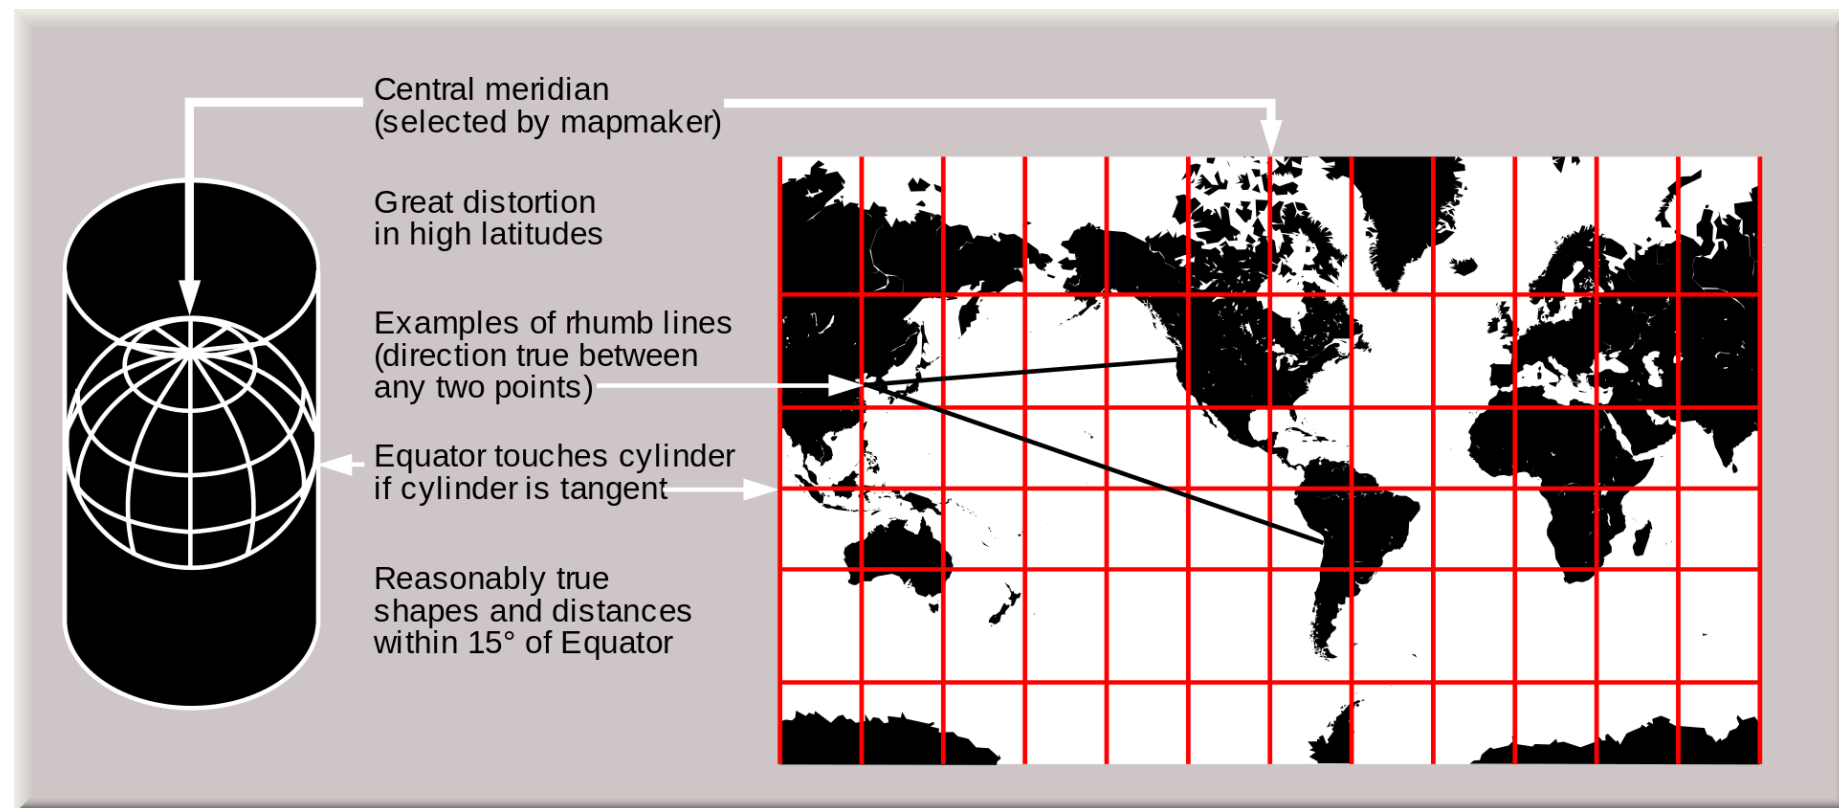 Central meridian
(selected by mapmaker)
Great distortion
in high latitudes
Examples of rhumb lines
(direction true between
any two points)
Equator touches cylinder
if cylinder is tangent
Reasonably true
shapes and distances
within 15° of Equator